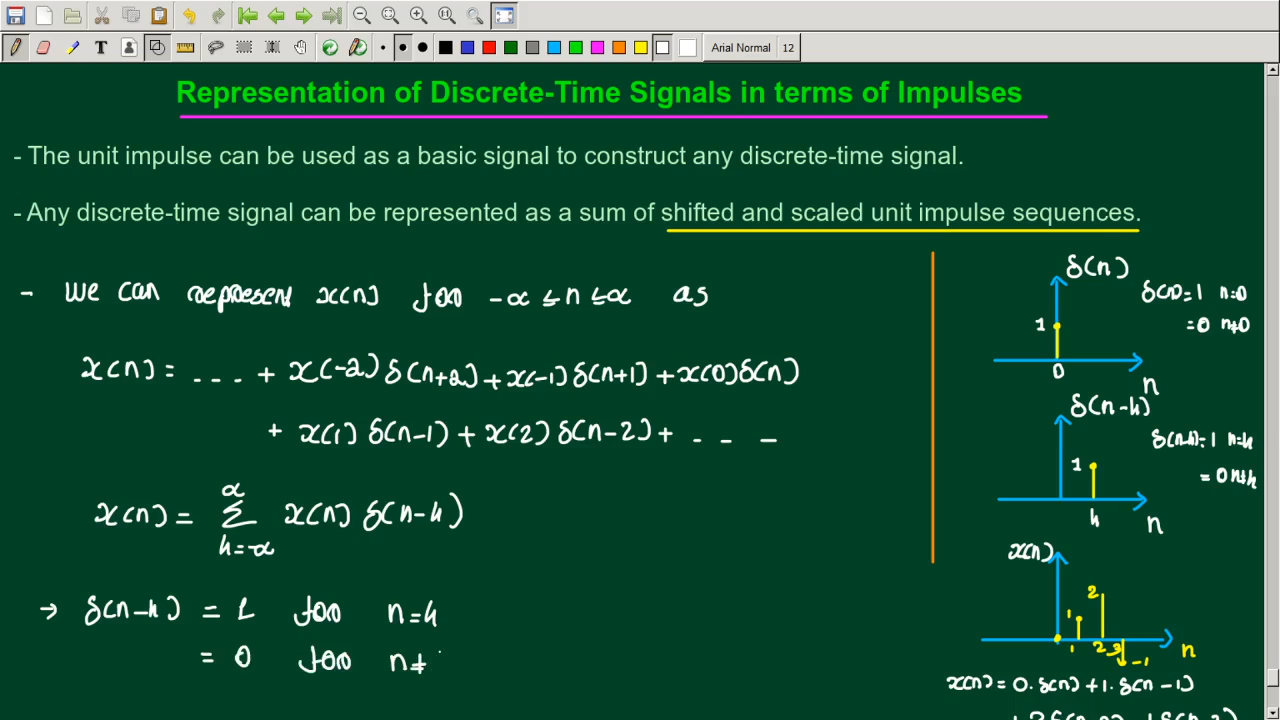 Arial Normal 12
Representation of Discrete-Time Signals in terms of Impulses
- The unit impulse can be used as a basic signal to construct any discrete-time signal.
- Any discrete-time signal can be represented as a sum of shifted and scaled unit impulse sequences.
- We can represent x(n) for -∞ ≤ n ≤ ∞ as
x(n) = ... + x(-2) δ(n+2) + x(-1) δ(n+1) + x(0) δ(n)
+ x(1) δ(n-1) + x(2) δ(n-2) + - - -
∞
x(n) = Σ x(n) δ(n-k)
k=-∞
→ δ(n-k) = 1 for n=k
= 0 for n≠
δ(n)
δ(n)=1 n=0
1 =0 n≠0
0
n
δ(n-k)
δ(n-k)=1 n=k
1 = 0 n≠k
k
n
x(n)
2
1
1 2 3 -1 n
x(n) = 0.δ(n) + 1.δ(n-1)